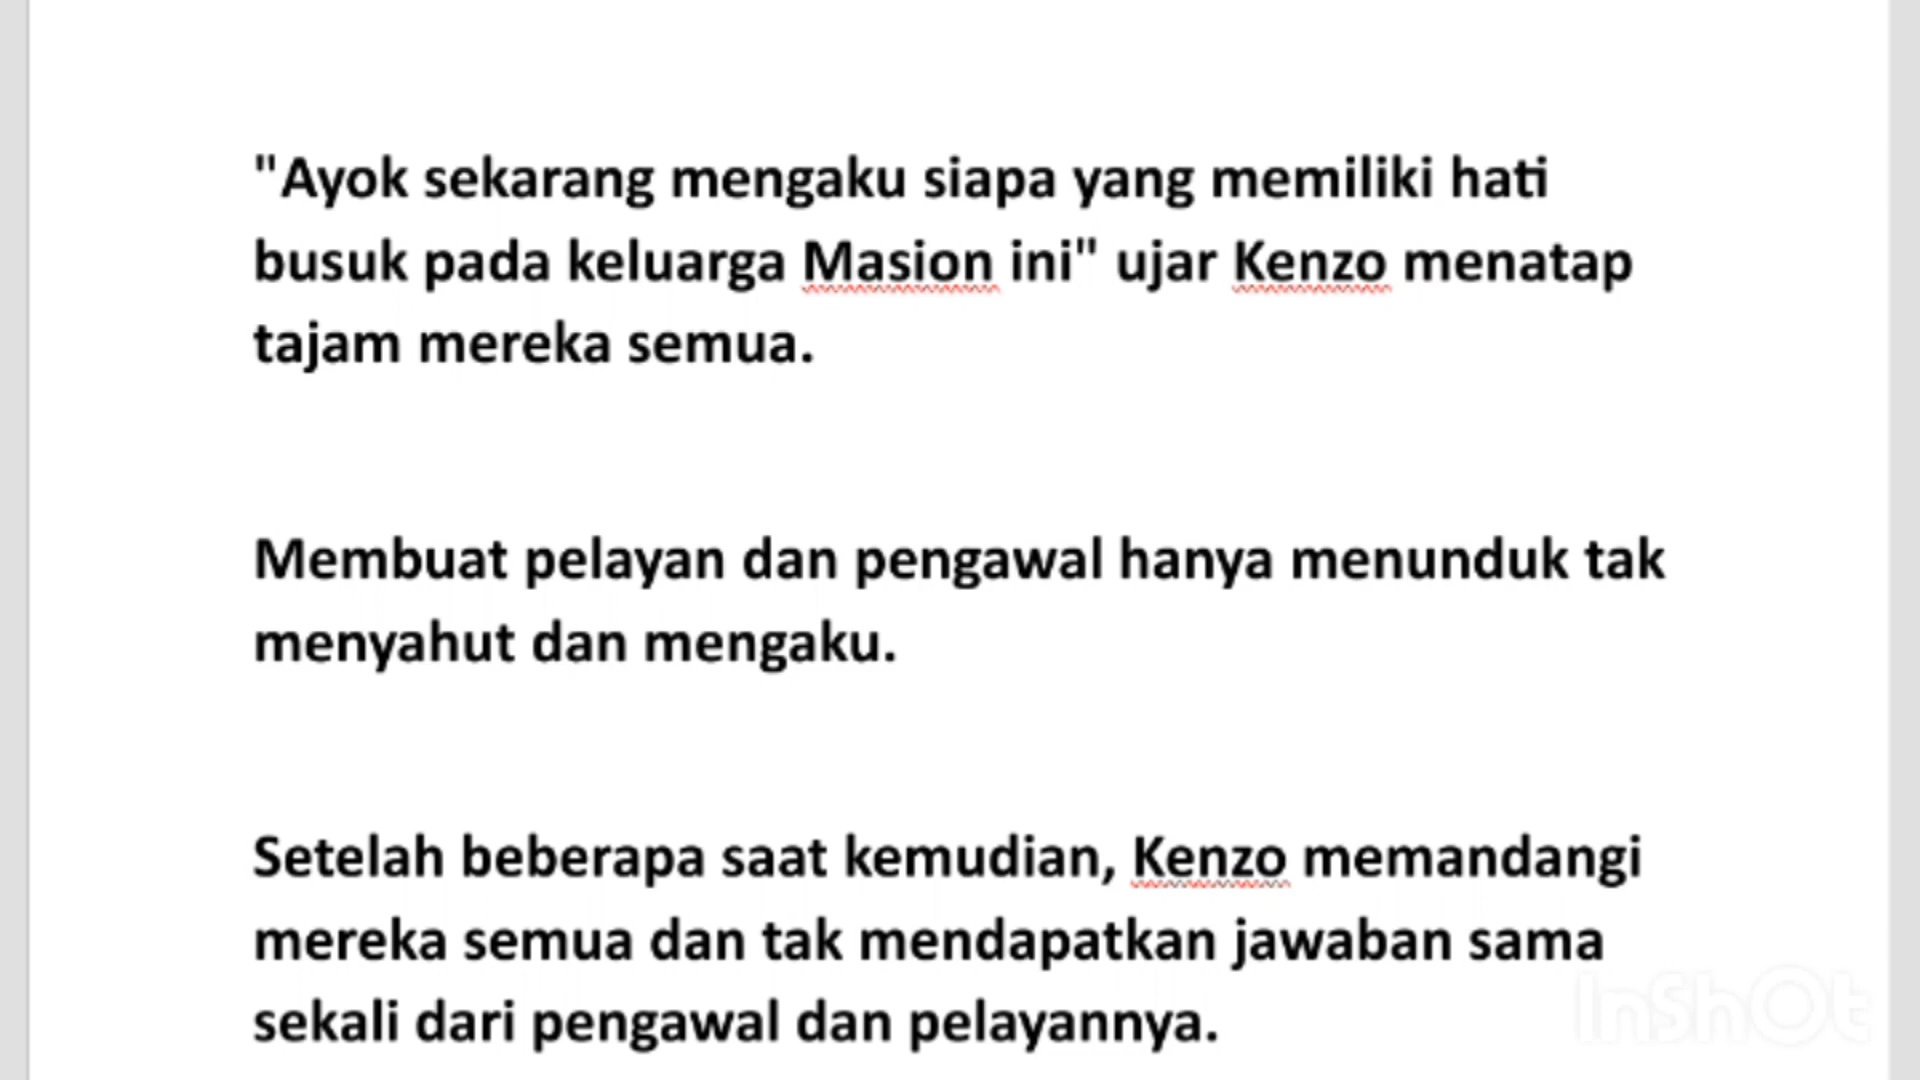 "Ayok sekarang mengaku siapa yang memiliki hati
busuk pada keluarga Masion ini" ujar Kenzo menatap
tajam mereka semua.
Membuat pelayan dan pengawal hanya menunduk tak
menyahut dan mengaku.
Setelah beberapa saat kemudian, Kenzo memandangi
mereka semua dan tak mendapatkan jawaban sama
sekali dari pengawal dan pelayannya.
InShOt